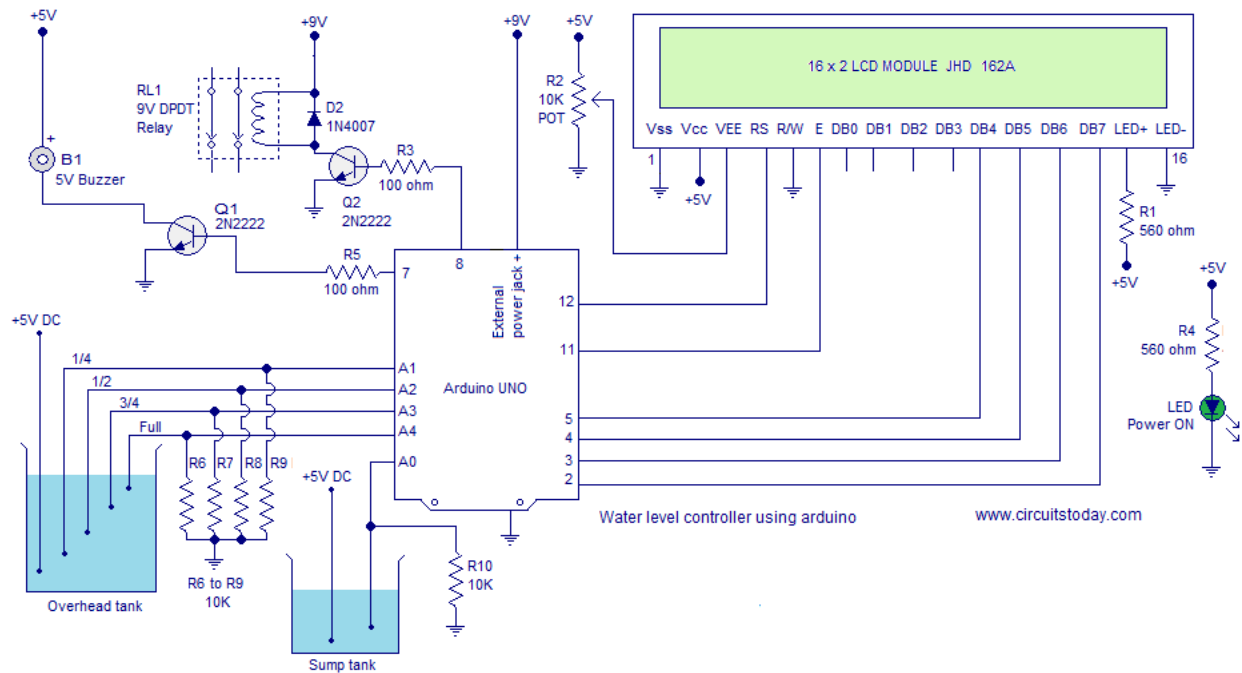 +5V
+9V
+9V
+5V
16 x 2 LCD MODULE JHD 162A
RL1
9V DPDT
Relay
D2
1N4007
R2
10K
POT
Vss Vcc VEE RS R/W E DB0 DB1 DB2 DB3 DB4 DB5 DB6 DB7 LED+ LED-
1
16
+
B1
5V Buzzer
R3
100 ohm
+5V
Q1
2N2222
Q2
2N2222
R1
560 ohm
+5V
R5
100 ohm
7
8
External
power jack +
12
11
+5V
R4
560 ohm
LED
Power ON
+5V DC
1/4
1/2
3/4
Full
A1
A2
A3
A4
A0
Arduino UNO
5
4
3
2
R6 R7 R8 R9
+5V DC
Water level controller using arduino
www.circuitstoday.com
R10
10K
R6 to R9
10K
Overhead tank
Sump tank